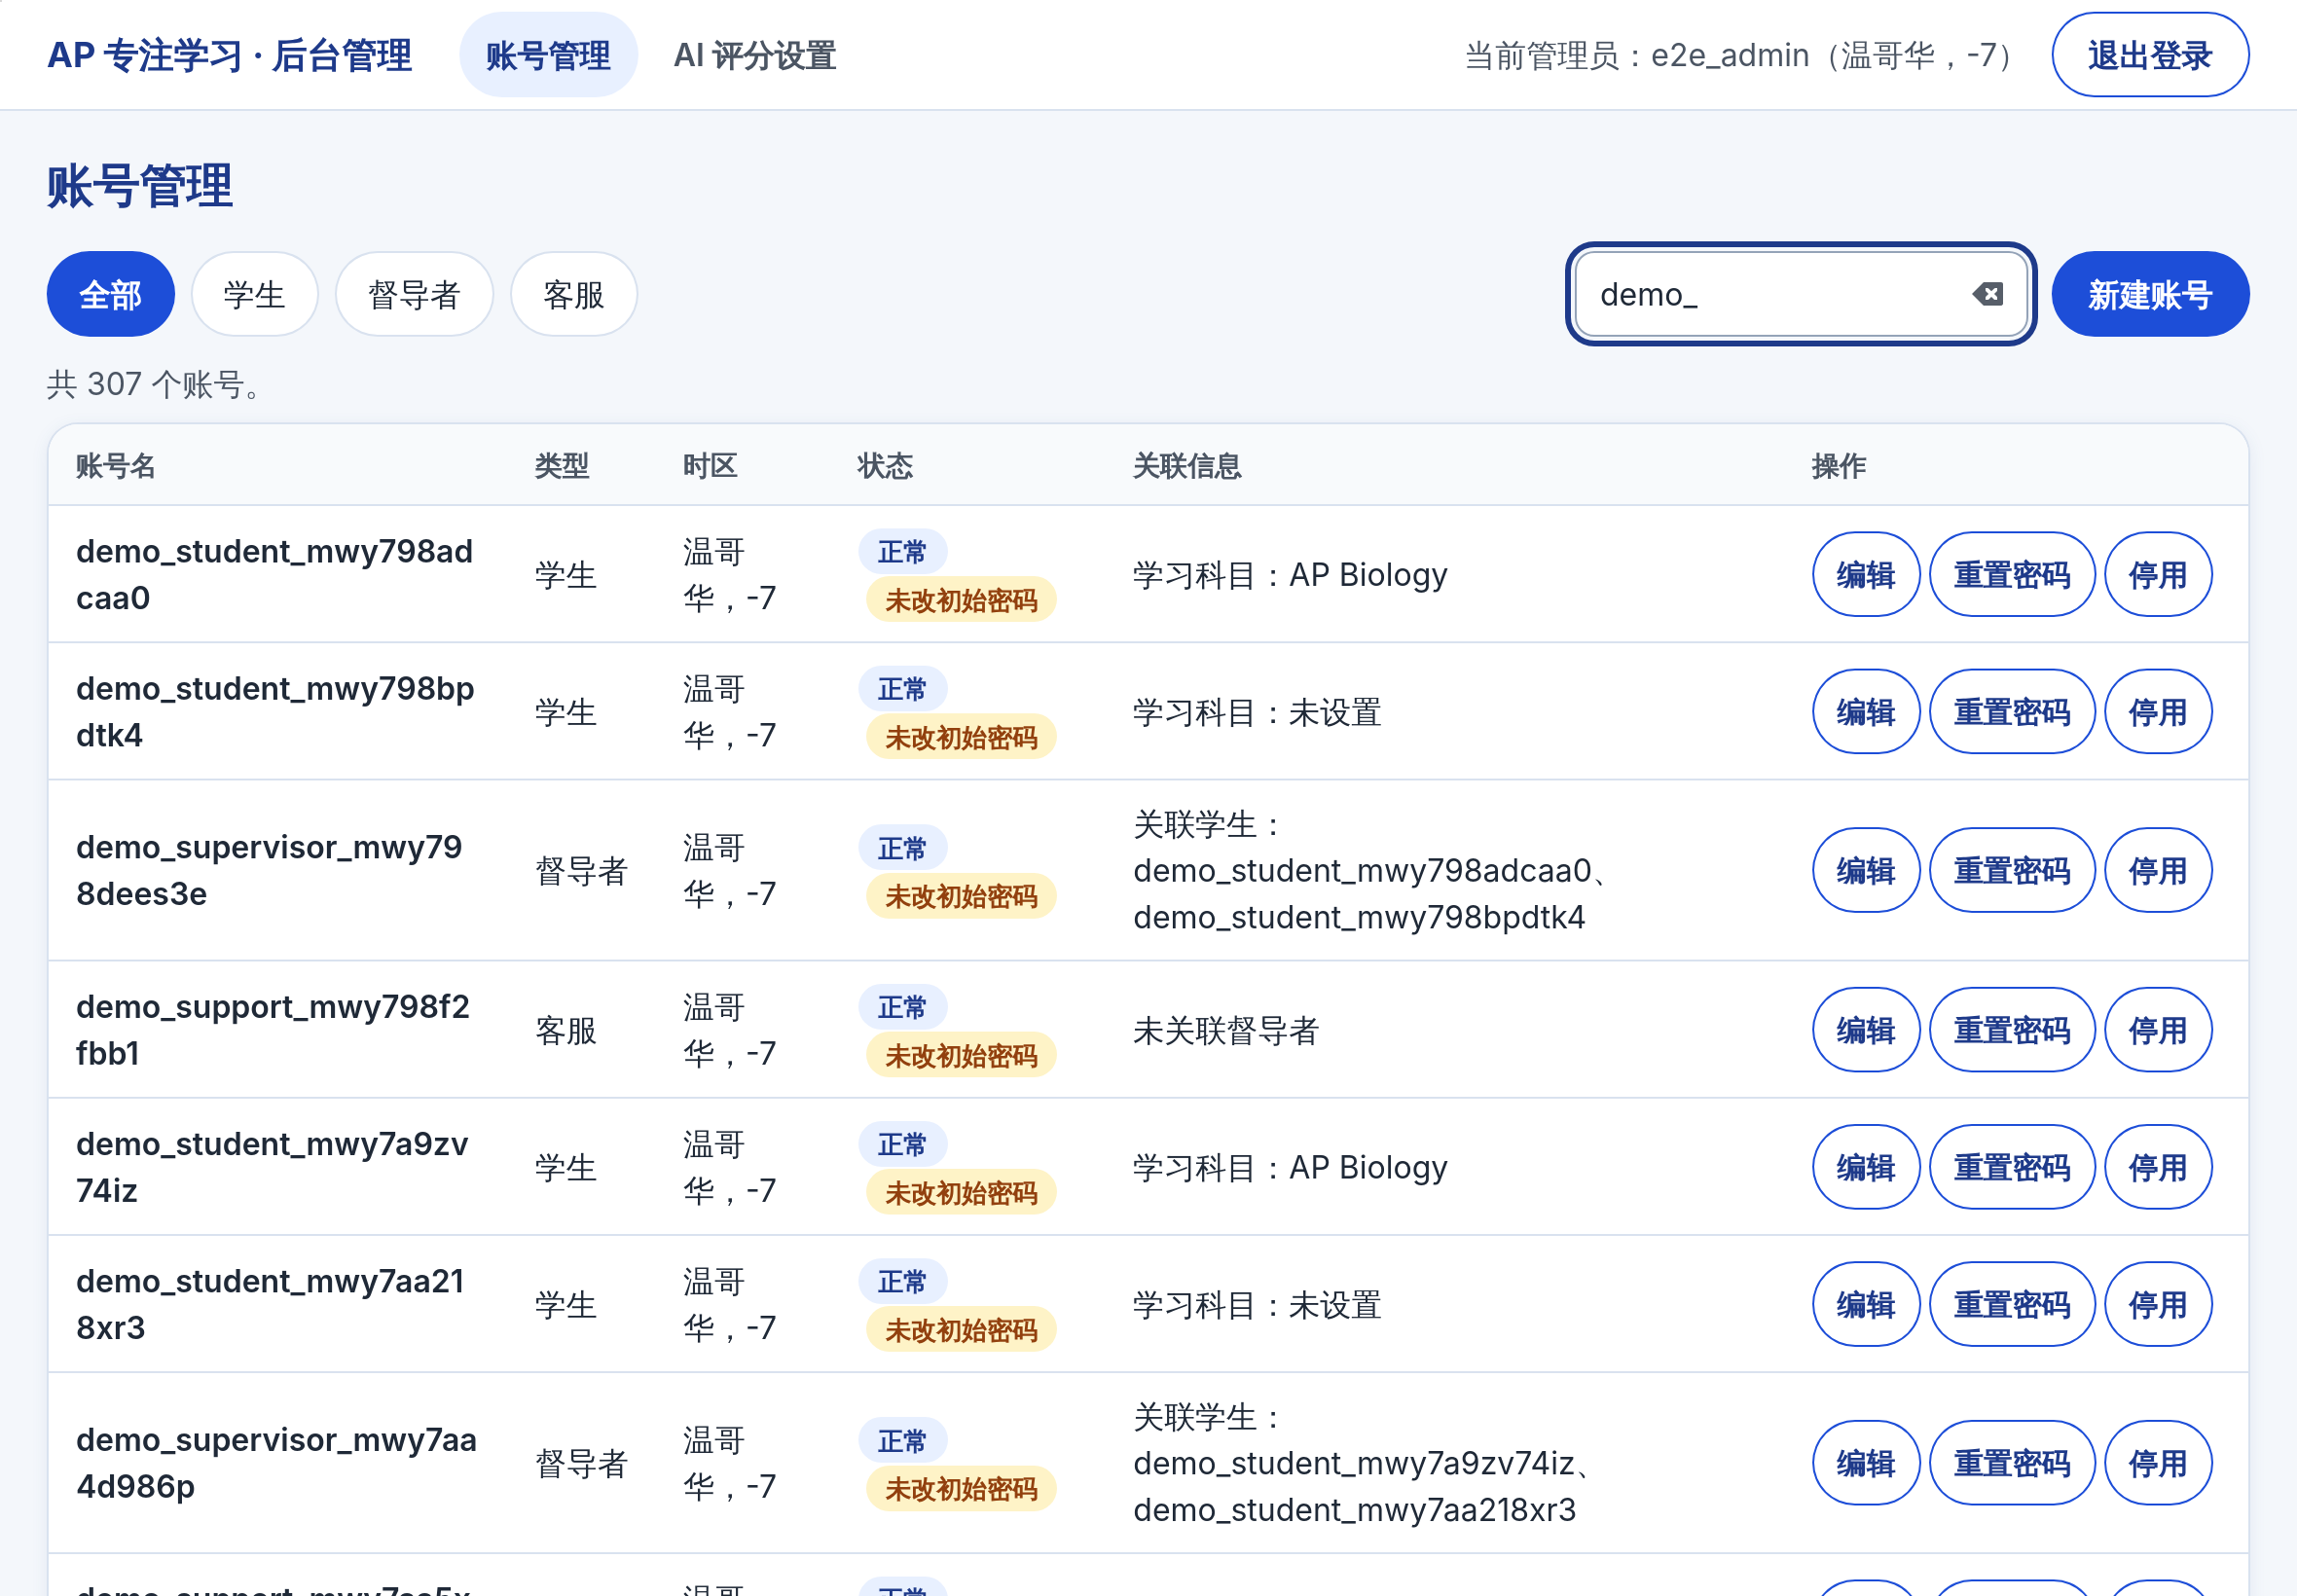 AP 专注学习 · 后台管理
账号管理
AI 评分设置
当前管理员：e2e_admin（温哥华，-7）
退出登录
账号管理
全部
学生
督导者
客服
demo_
新建账号
共 307 个账号。
账号名 类型 时区 状态 关联信息 操作
demo_student_mwy798ad
caa0
学生
温哥
华，-7
正常
未改初始密码
学习科目：AP Biology
编辑 重置密码 停用
demo_student_mwy798bp
dtk4
学生
温哥
华，-7
正常
未改初始密码
学习科目：未设置
编辑 重置密码 停用
demo_supervisor_mwy79
8dees3e
督导者
温哥
华，-7
正常
未改初始密码
关联学生：
demo_student_mwy798adcaa0、
demo_student_mwy798bpdtk4
编辑 重置密码 停用
demo_support_mwy798f2
fbb1
客服
温哥
华，-7
正常
未改初始密码
未关联督导者
编辑 重置密码 停用
demo_student_mwy7a9zv
74iz
学生
温哥
华，-7
正常
未改初始密码
学习科目：AP Biology
编辑 重置密码 停用
demo_student_mwy7aa21
8xr3
学生
温哥
华，-7
正常
未改初始密码
学习科目：未设置
编辑 重置密码 停用
demo_supervisor_mwy7aa
4d986p
督导者
温哥
华，-7
正常
未改初始密码
关联学生：
demo_student_mwy7a9zv74iz、
demo_student_mwy7aa218xr3
编辑 重置密码 停用
温哥
正常